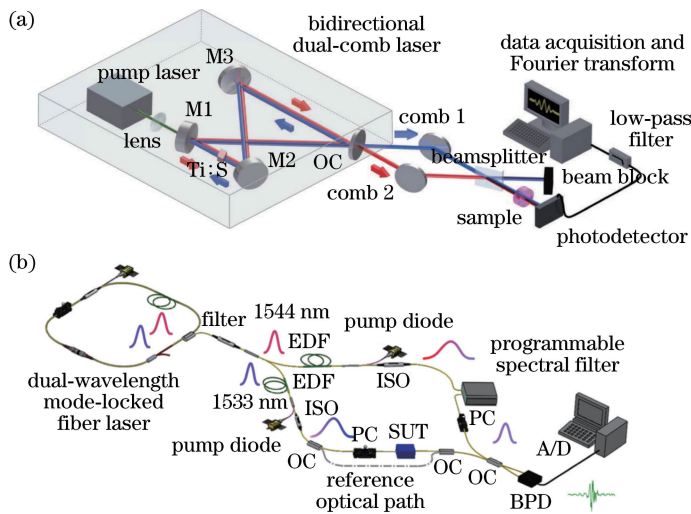 (a)
bidirectional
dual-comb laser
data acquisition and
Fourier transform
M3
pump laser
M1
comb 1
low-pass
filter
lens
Ti:S
M2
OC
beamsplitter
beam block
comb 2
sample
photodetector
(b)
1544 nm
filter
EDF
pump diode
programmable
spectral filter
dual-wavelength
mode-locked
fiber laser
EDF
ISO
1533 nm
ISO
PC
pump diode
PC
SUT
A/D
OC
OC
OC
reference
optical path
BPD